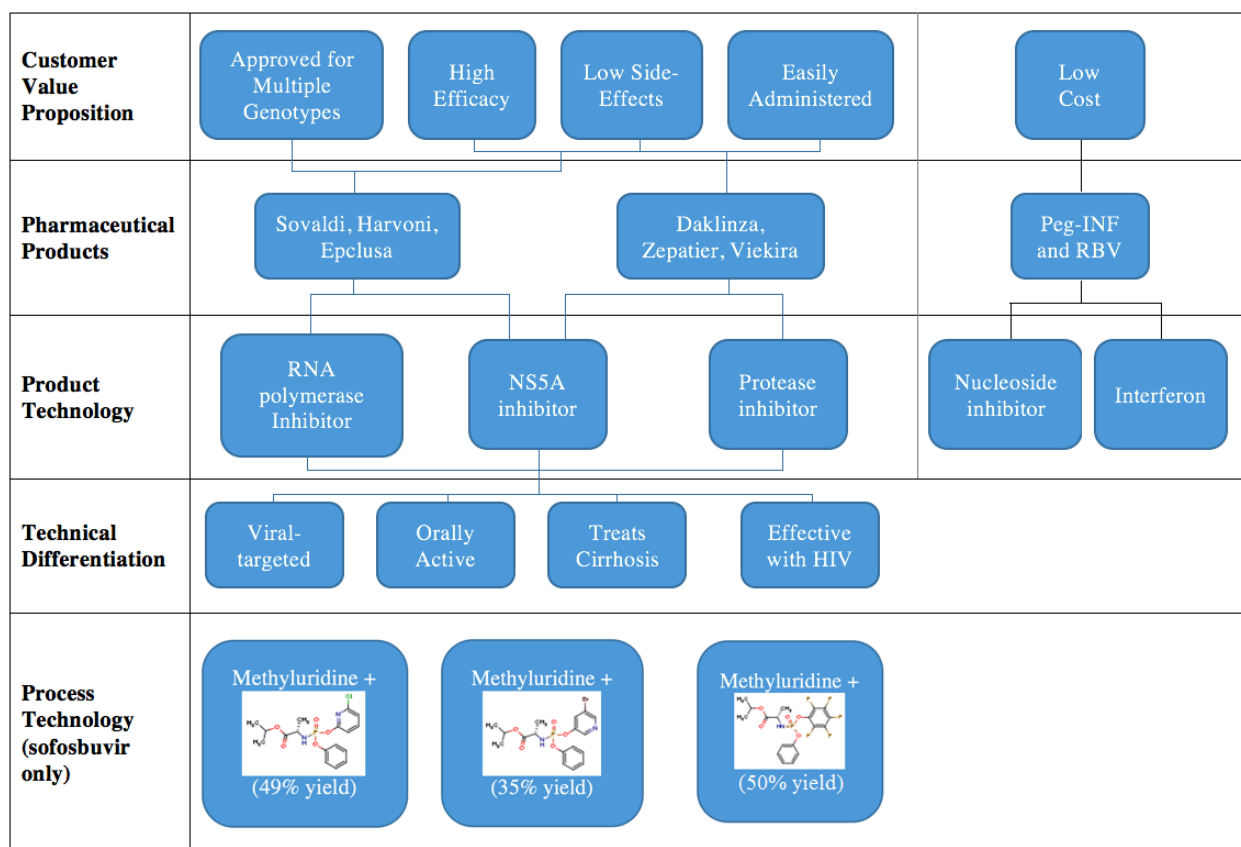 Customer
Value
Proposition
Approved for
Multiple
Genotypes
High
Efficacy
Low Side-
Effects
Easily
Administered
Low
Cost
Pharmaceutical
Products
Sovaldi, Harvoni,
Epclusa
Daklinza,
Zepatier, Viekira
Peg-INF
and RBV
Product
Technology
RNA
polymerase
Inhibitor
NS5A
inhibitor
Protease
inhibitor
Nucleoside
inhibitor
Interferon
Technical
Differentiation
Viral-
targeted
Orally
Active
Treats
Cirrhosis
Effective
with HIV
Process
Technology
(sofosbuvir
only)
Methyluridine +
(49% yield)
Methyluridine +
(35% yield)
Methyluridine +
(50% yield)